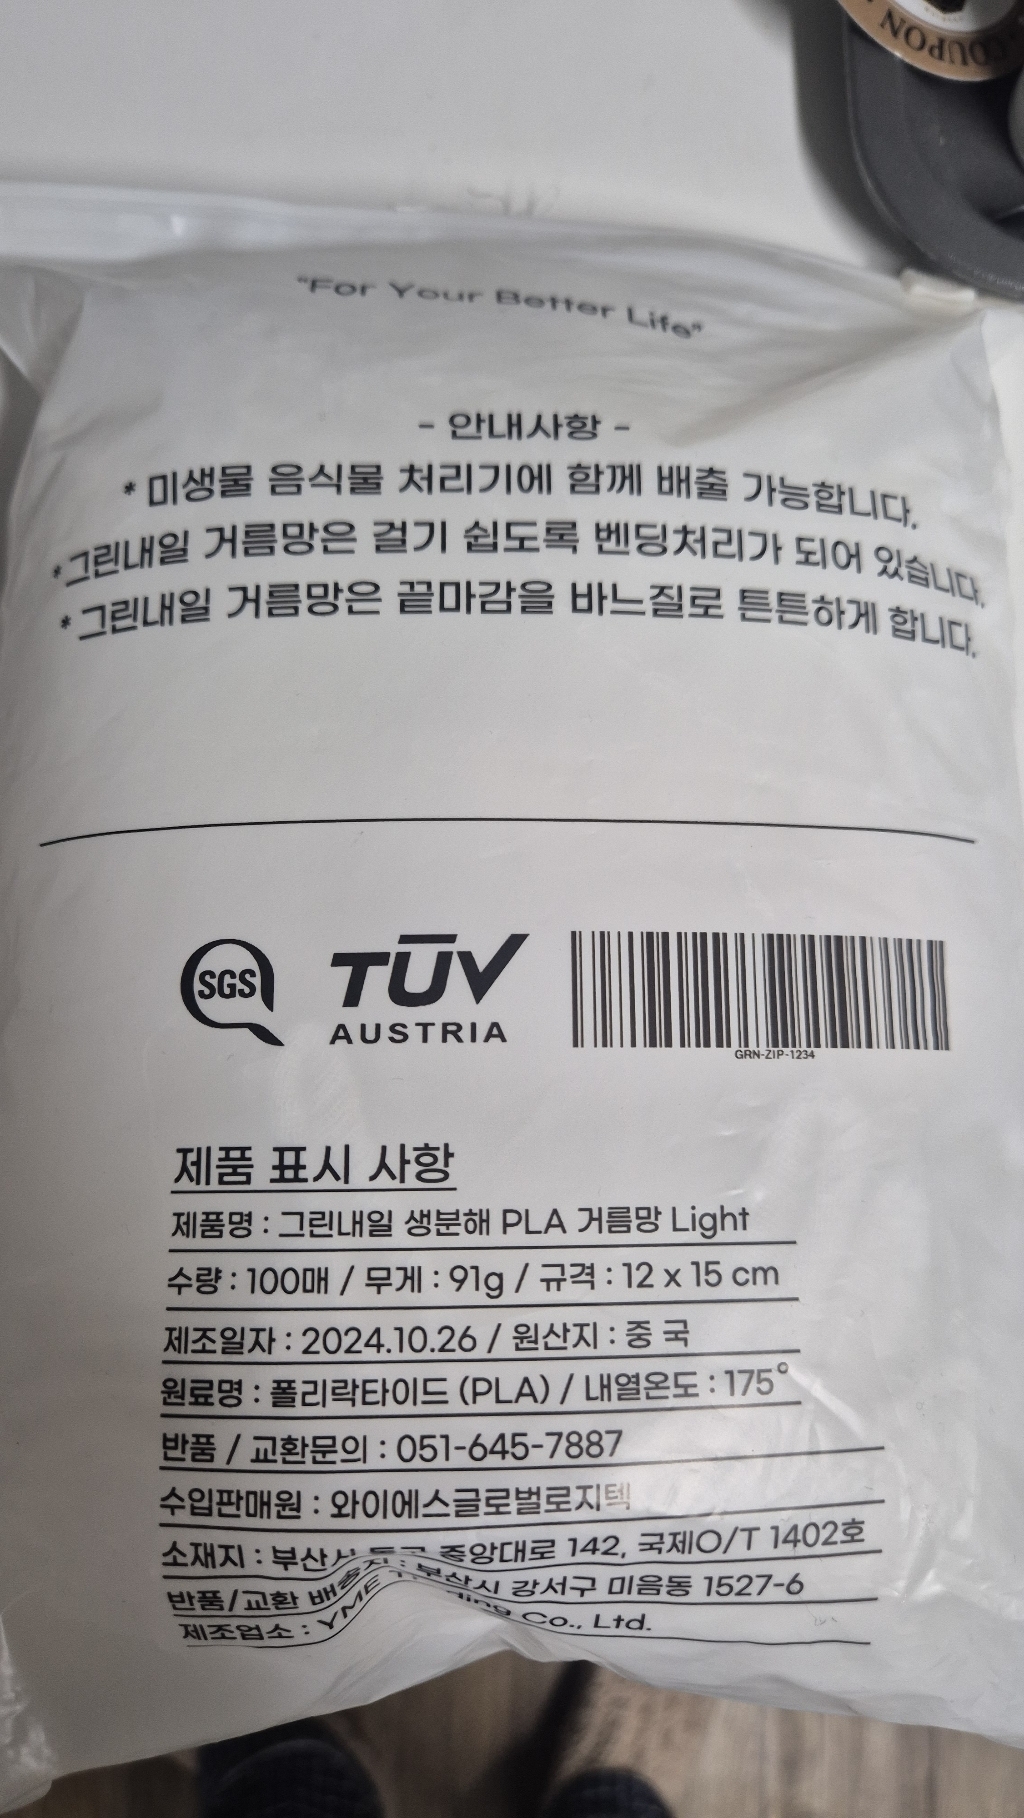 COUPON
"For Your Better Life"
- 안내사항 -
* 미생물 음식물 처리기에 함께 배출 가능합니다.
* 그린내일 거름망은 걸기 쉽도록 벤딩처리가 되어 있습니다.
* 그린내일 거름망은 끝마감을 바느질로 튼튼하게 합니다.
SGS
TÜV
AUSTRIA
GRN-ZIP-1234
제품 표시 사항
제품명 : 그린내일 생분해 PLA 거름망 Light
수량 : 100매 / 무게 : 91g / 규격 : 12 x 15 cm
제조일자 : 2024.10.26 / 원산지 : 중 국
원료명 : 폴리락타이드 (PLA) / 내열온도 : 175°
반품 / 교환문의 : 051-645-7887
수입판매원 : 와이에스글로벌로지텍
소재지 : 부산시 중앙대로 142, 국제O/T 1402호
반품/교환 배송지 : 부산시 강서구 미음동 1527-6
제조업소 : YME Co., Ltd.